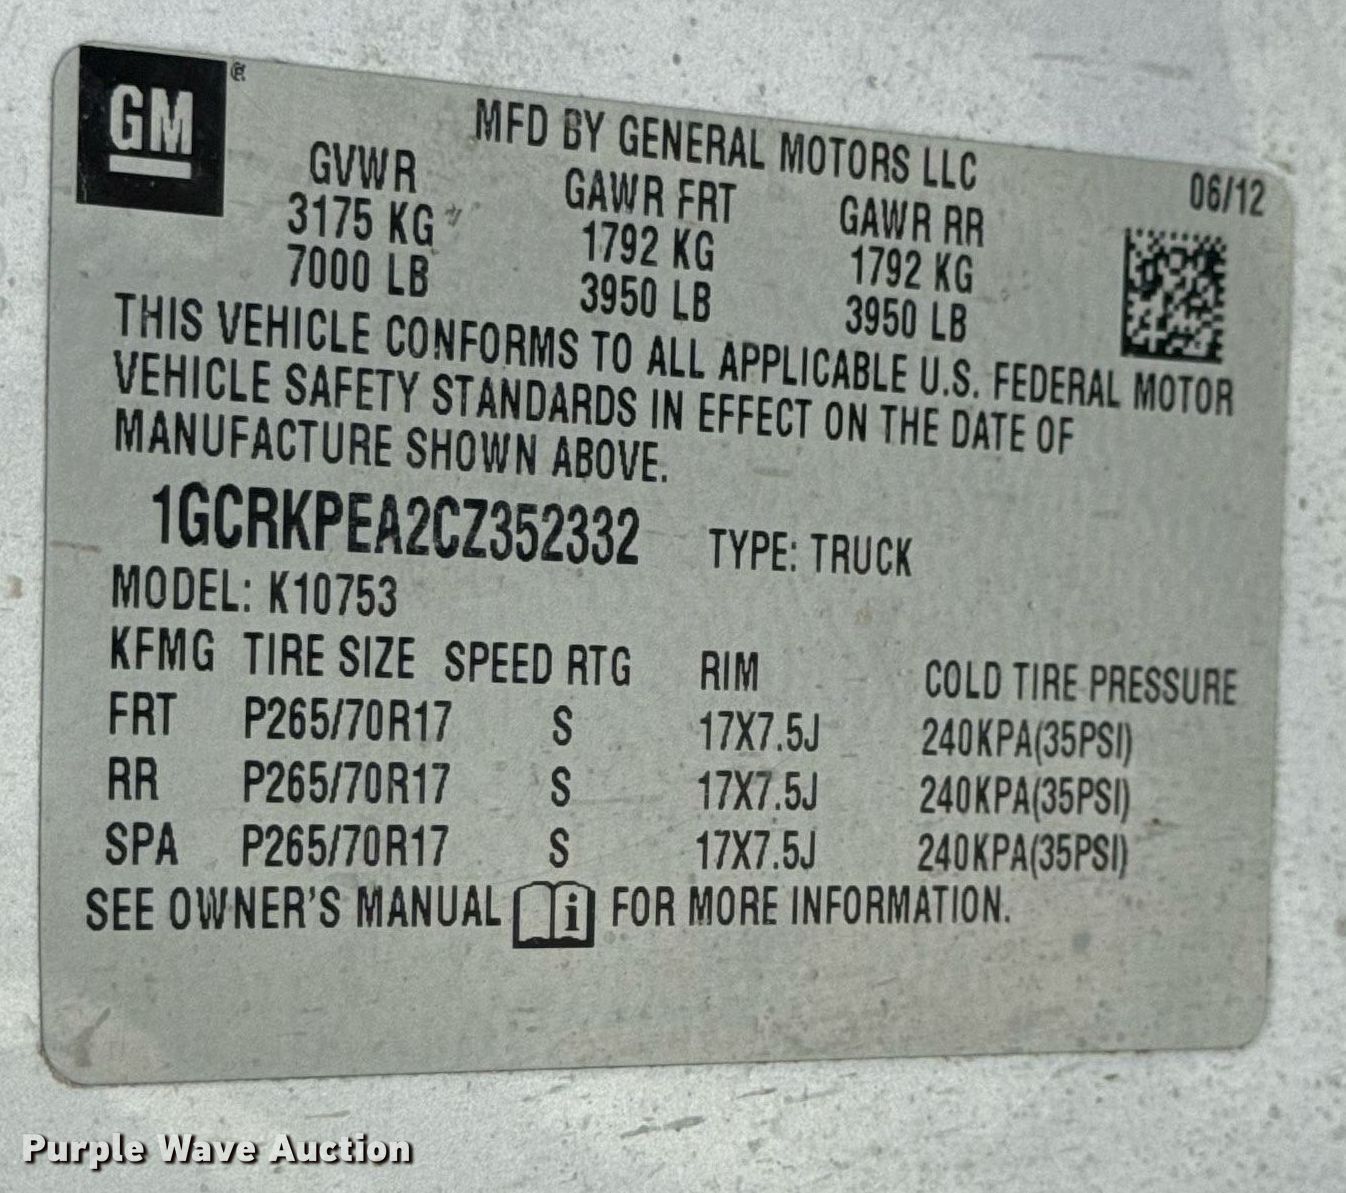 GM®
MFD BY GENERAL MOTORS LLC
06/12
GVWR GAWR FRT GAWR RR
3175 KG 1792 KG 1792 KG
7000 LB 3950 LB 3950 LB
THIS VEHICLE CONFORMS TO ALL APPLICABLE U.S. FEDERAL MOTOR
VEHICLE SAFETY STANDARDS IN EFFECT ON THE DATE OF
MANUFACTURE SHOWN ABOVE.
1GCRKPEA2CZ352332 TYPE: TRUCK
MODEL: K10753
KFMG TIRE SIZE SPEED RTG RIM COLD TIRE PRESSURE
FRT P265/70R17 S 17X7.5J 240KPA(35PSI)
RR P265/70R17 S 17X7.5J 240KPA(35PSI)
SPA P265/70R17 S 17X7.5J 240KPA(35PSI)
SEE OWNER'S MANUAL i FOR MORE INFORMATION.
Purple Wave Auction